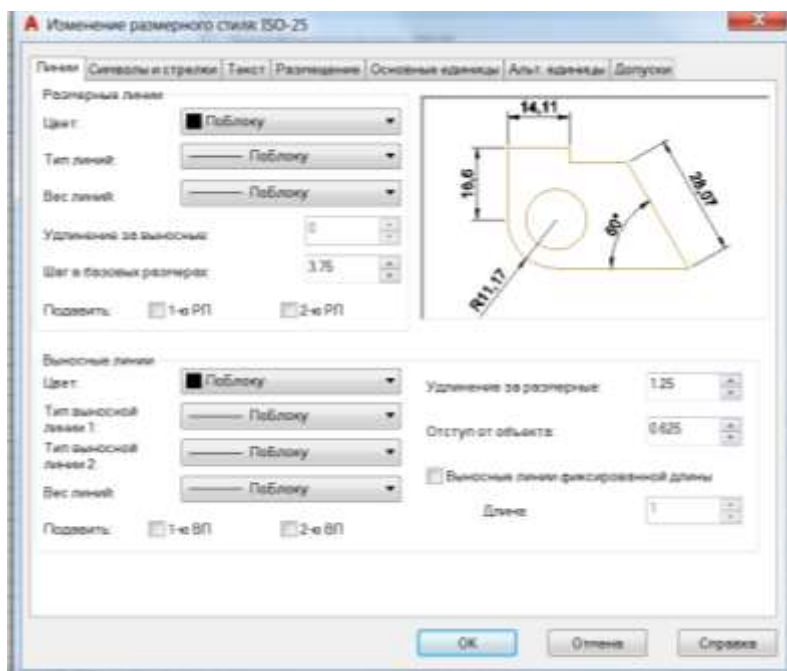 Изменение размерного стиля: ISO-25
Линии Символы и стрелки Текст Размещение Основные единицы Альт. единицы Допуски
Размерные линии
Цвет: ПоБлоку
Тип линий: ПоБлоку
Вес линий: ПоБлоку
Удлинение за выносные: 0
Шаг в базовых размерах: 3.75
Подавить: 1-ю РЛ 2-ю РЛ
14,11
16,6
28,07
60°
R11,17
Выносные линии
Цвет: ПоБлоку
Тип выносной линии 1: ПоБлоку
Тип выносной линии 2: ПоБлоку
Вес линий: ПоБлоку
Подавить: 1-ю ВЛ 2-ю ВЛ
Удлинение за размерные: 1.25
Отступ от объекта: 0.625
Выносные линии фиксированной длины
Длина: 1
OK Отмена Справка